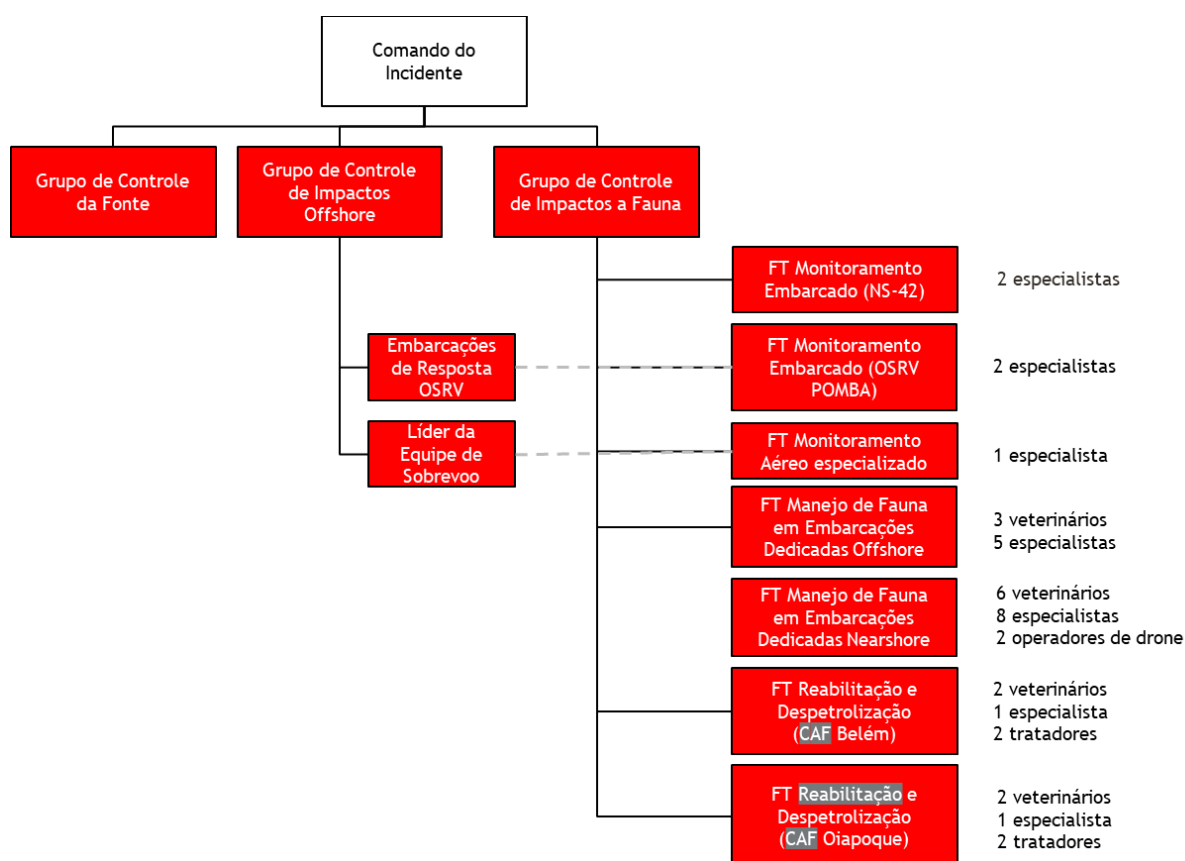 Comando do
Incidente
Grupo de Controle
da Fonte
Grupo de Controle
de Impactos
Offshore
Grupo de Controle
de Impactos a Fauna
FT Monitoramento
Embarcado (NS-42)
2 especialistas
Embarcações
de Resposta
OSRV
FT Monitoramento
Embarcado (OSRV
POMBA)
2 especialistas
Líder da
Equipe de
Sobrevoo
FT Monitoramento
Aéreo especializado
1 especialista
FT Manejo de Fauna
em Embarcações
Dedicadas Offshore
3 veterinários
5 especialistas
FT Manejo de Fauna
em Embarcações
Dedicadas Nearshore
6 veterinários
8 especialistas
2 operadores de drone
FT Reabilitação e
Despetrolização
(CAF Belém)
2 veterinários
1 especialista
2 tratadores
FT Reabilitação e
Despetrolização
(CAF Oiapoque)
2 veterinários
1 especialista
2 tratadores